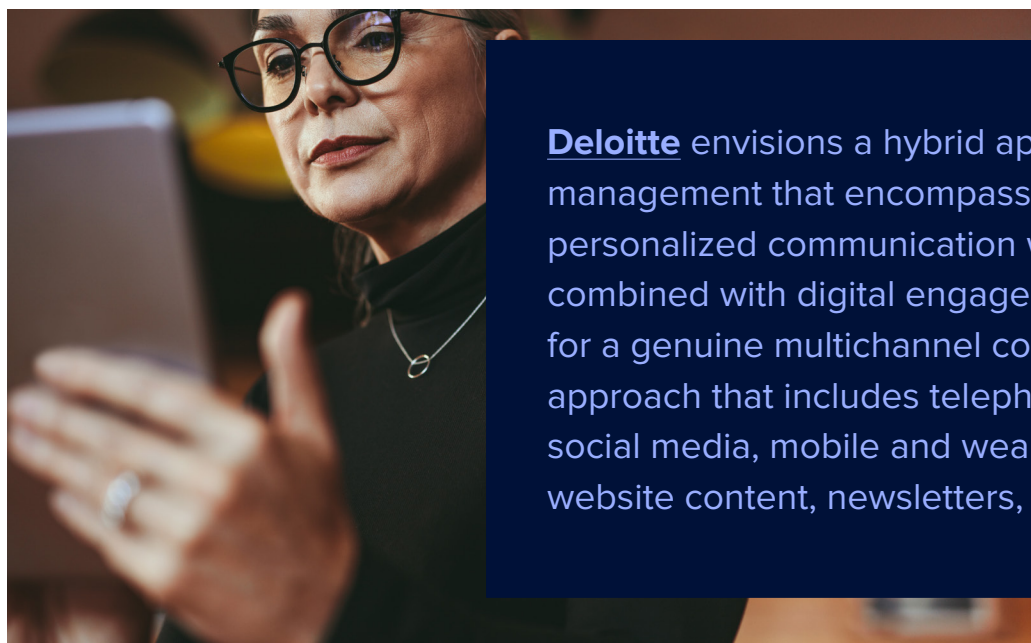 Deloitte envisions a hybrid ap
management that encompass
personalized communication
combined with digital engage
for a genuine multichannel co
approach that includes teleph
social media, mobile and wea
website content, newsletters,